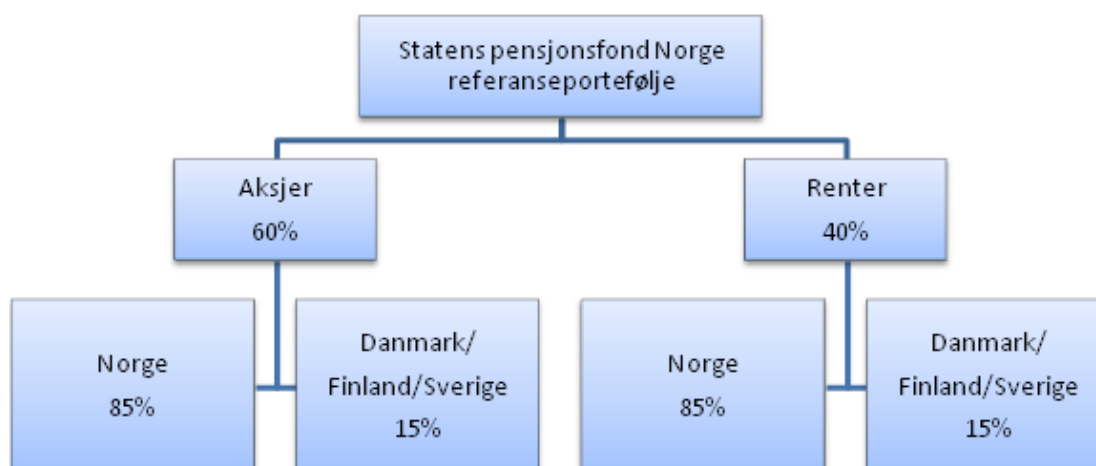 Statens pensjonsfond Norge
referanseportefølje
Aksjer
60%
Renter
40%
Norge
85%
Danmark/
Finland/Sverige
15%
Norge
85%
Danmark/
Finland/Sverige
15%